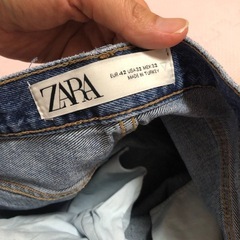 ZARA
EUR 42 USA 32 MEX 32
MADE IN TURKEY